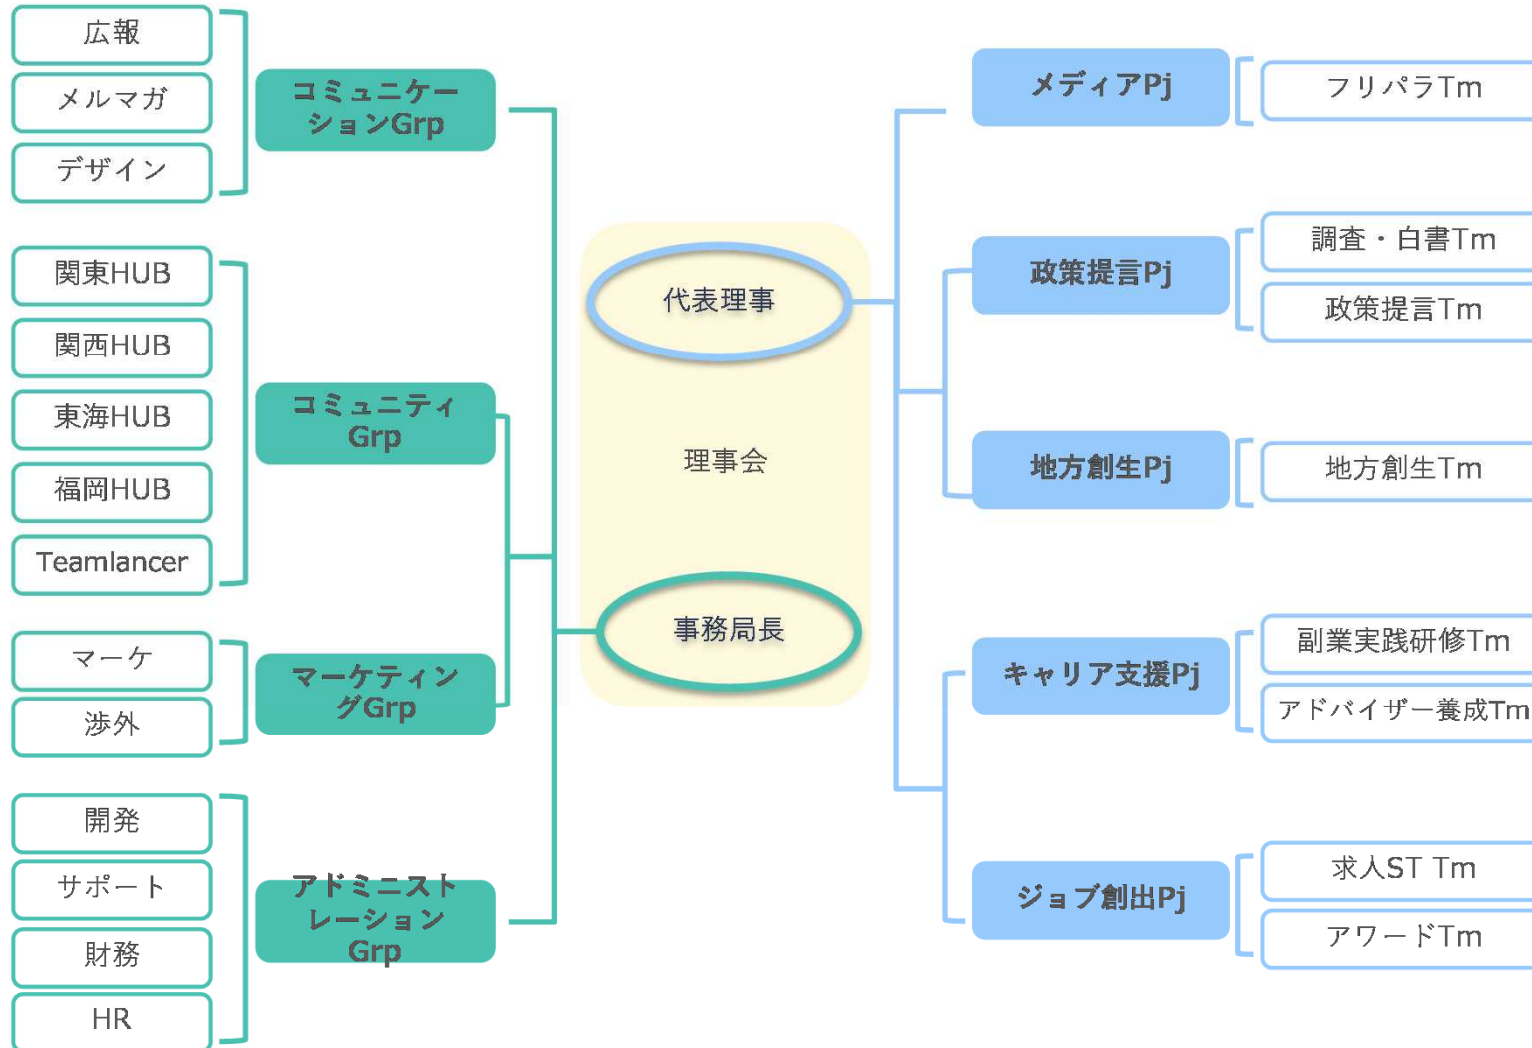 広報
メルマガ
デザイン
コミュニケー
ションGrp
関東HUB
関西HUB
東海HUB
福岡HUB
Teamlancer
コミュニティ
Grp
マーケ
渉外
マーケティン
グGrp
開発
サポート
財務
HR
アドミニスト
レーション
Grp
代表理事
理事会
事務局長
メディアPj
フリパラTm
政策提言Pj
調査・白書Tm
政策提言Tm
地方創生Pj
地方創生Tm
キャリア支援Pj
副業実践研修Tm
アドバイザー養成Tm
ジョブ創出Pj
求人ST Tm
アワードTm